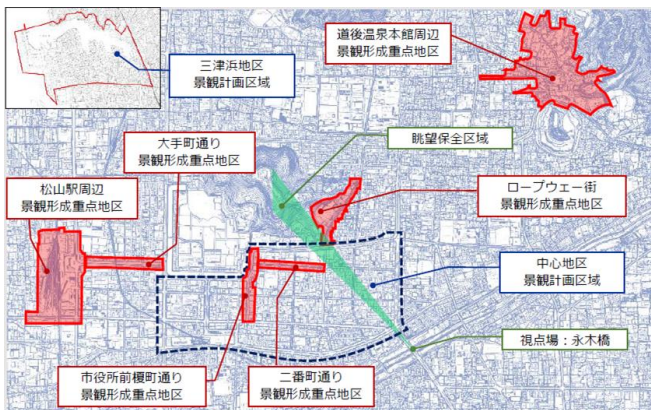 道後温泉本館周辺
景観形成重点地区
三津浜地区
景観計画区域
大手町通り
景観形成重点地区
眺望保全区域
松山駅周辺
景観形成重点地区
ロープウェー街
景観形成重点地区
中心地区
景観計画区域
視点場：永木橋
市役所前榎町通り
景観形成重点地区
二番町通り
景観形成重点地区